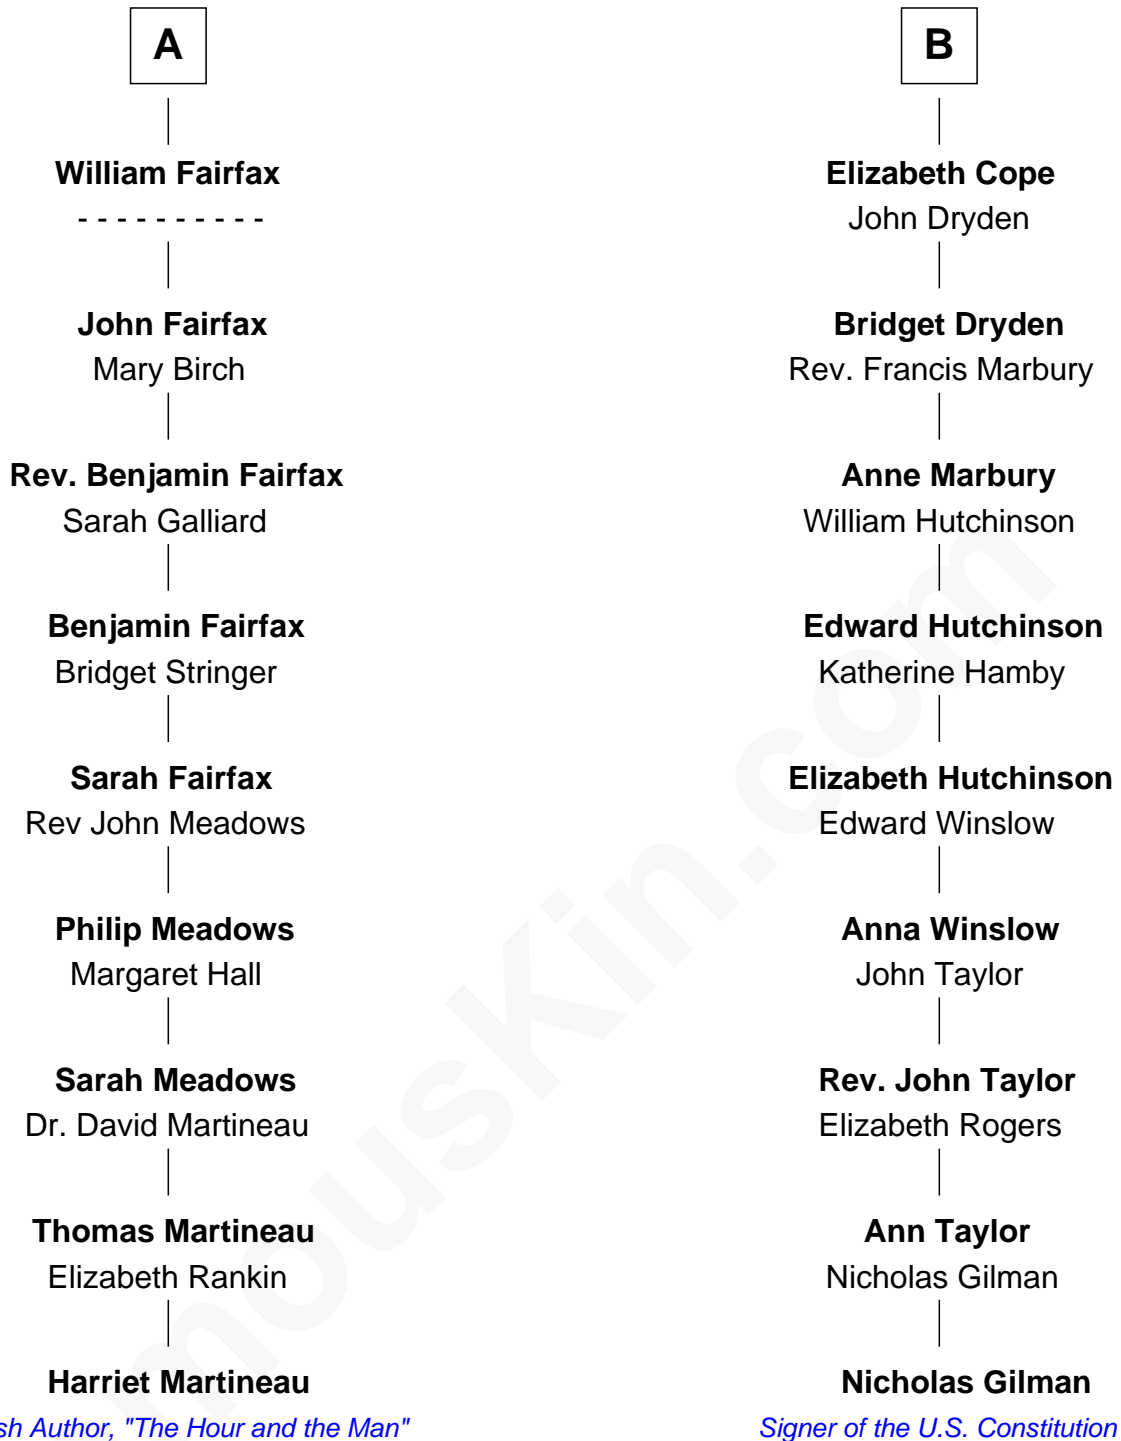 A
William Fairfax
- - - - - - - - - -
John Fairfax
Mary Birch
Rev. Benjamin Fairfax
Sarah Galliard
Benjamin Fairfax
Bridget Stringer
Sarah Fairfax
Rev John Meadows
Philip Meadows
Margaret Hall
Sarah Meadows
Dr. David Martineau
Thomas Martineau
Elizabeth Rankin
Harriet Martineau
sh Author, "The Hour and the Man"
B
Elizabeth Cope
John Dryden
Bridget Dryden
Rev. Francis Marbury
Anne Marbury
William Hutchinson
Edward Hutchinson
Katherine Hamby
Elizabeth Hutchinson
Edward Winslow
Anna Winslow
John Taylor
Rev. John Taylor
Elizabeth Rogers
Ann Taylor
Nicholas Gilman
Nicholas Gilman
Signer of the U.S. Constitution
mouskin.com